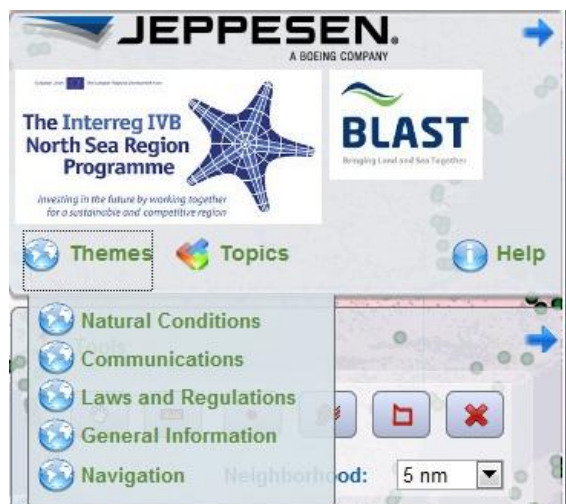 JEPPESEN.
A BOEING COMPANY
The Interreg IVB
North Sea Region
Programme
Investing in the future by working together
for a sustainable and competitive region
BLAST
Bringing Land and Sea Together
Themes Topics Help
Natural Conditions
Communications
Laws and Regulations
General Information
Navigation
Neighborhood: 5 nm